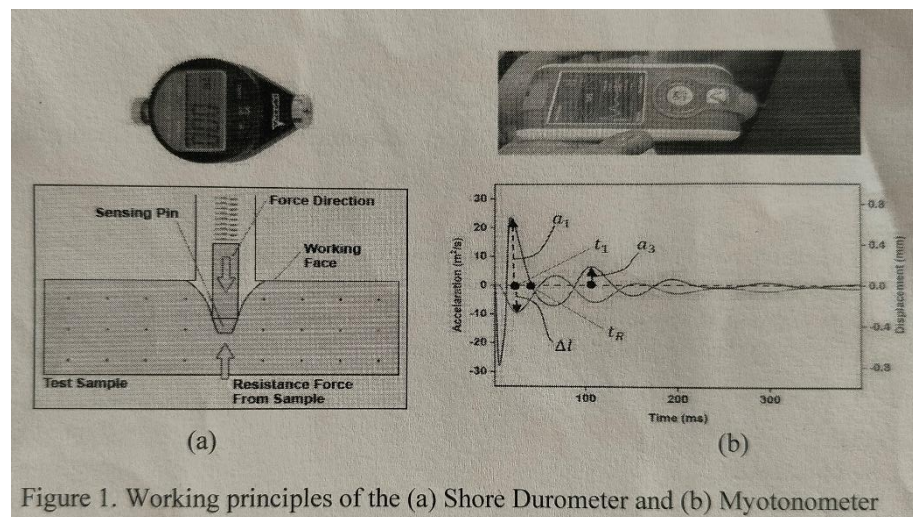 Sensing Pin
Force Direction
Working
Face
Test Sample
Resistance Force
From Sample
(a)
Accelaration (m²/s)
30
20
10
0
-10
-20
-30
a₁
t₁
a₃
t_R
Δl
0.8
0.4
0.0
-0.4
-0.8
Displacement (mm)
100
200
300
Time (ms)
(b)
Figure 1. Working principles of the (a) Shore Durometer and (b) Myotonometer